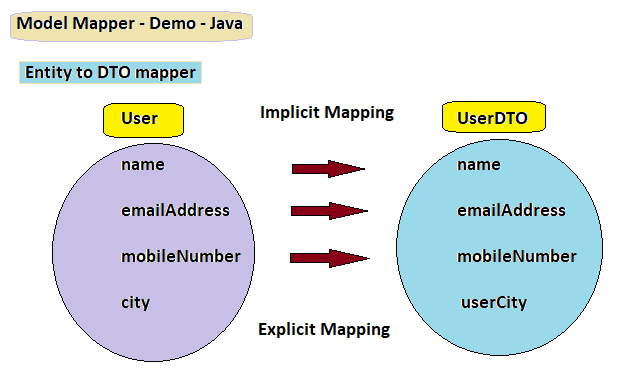 Model Mapper - Demo - Java
Entity to DTO mapper
User
Implicit Mapping
UserDTO
name
name
emailAddress
emailAddress
mobileNumber
mobileNumber
city
userCity
Explicit Mapping